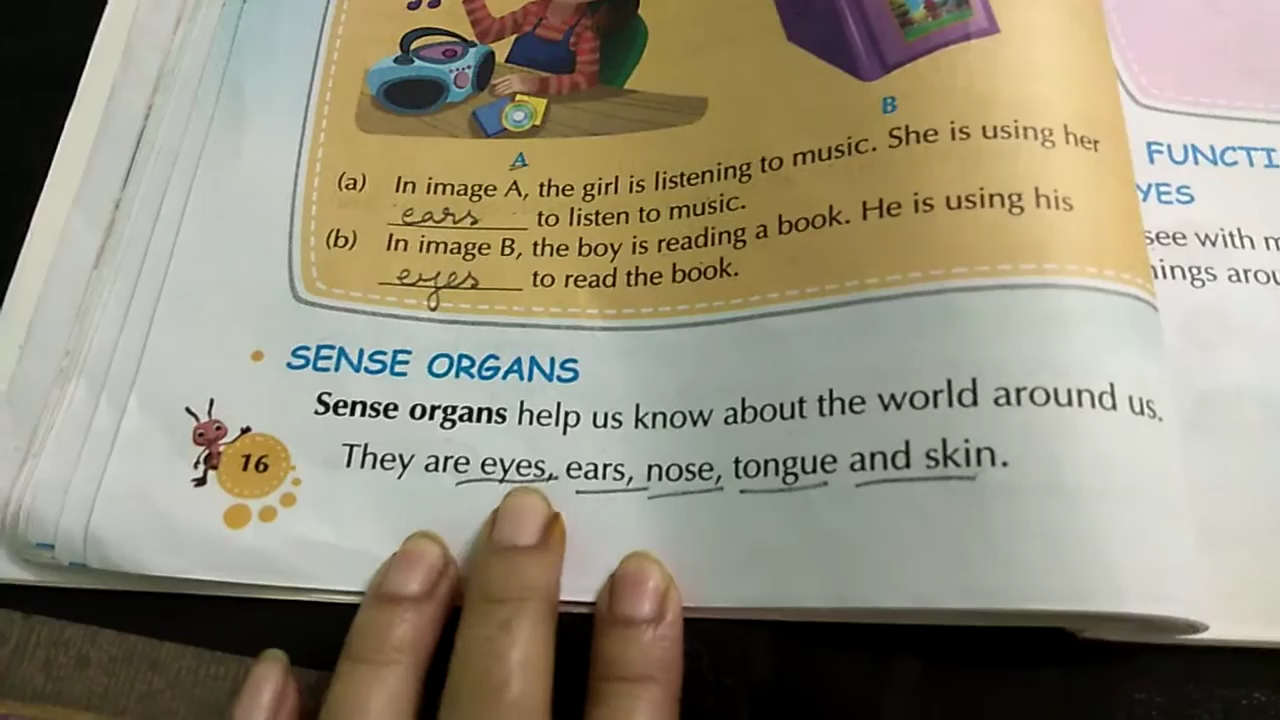 A
B
(a) In image A, the girl is listening to music. She is using her
ears to listen to music.
(b) In image B, the boy is reading a book. He is using his
eyes to read the book.
• SENSE ORGANS
Sense organs help us know about the world around us.
They are eyes, ears, nose, tongue and skin.
16
YES
see with